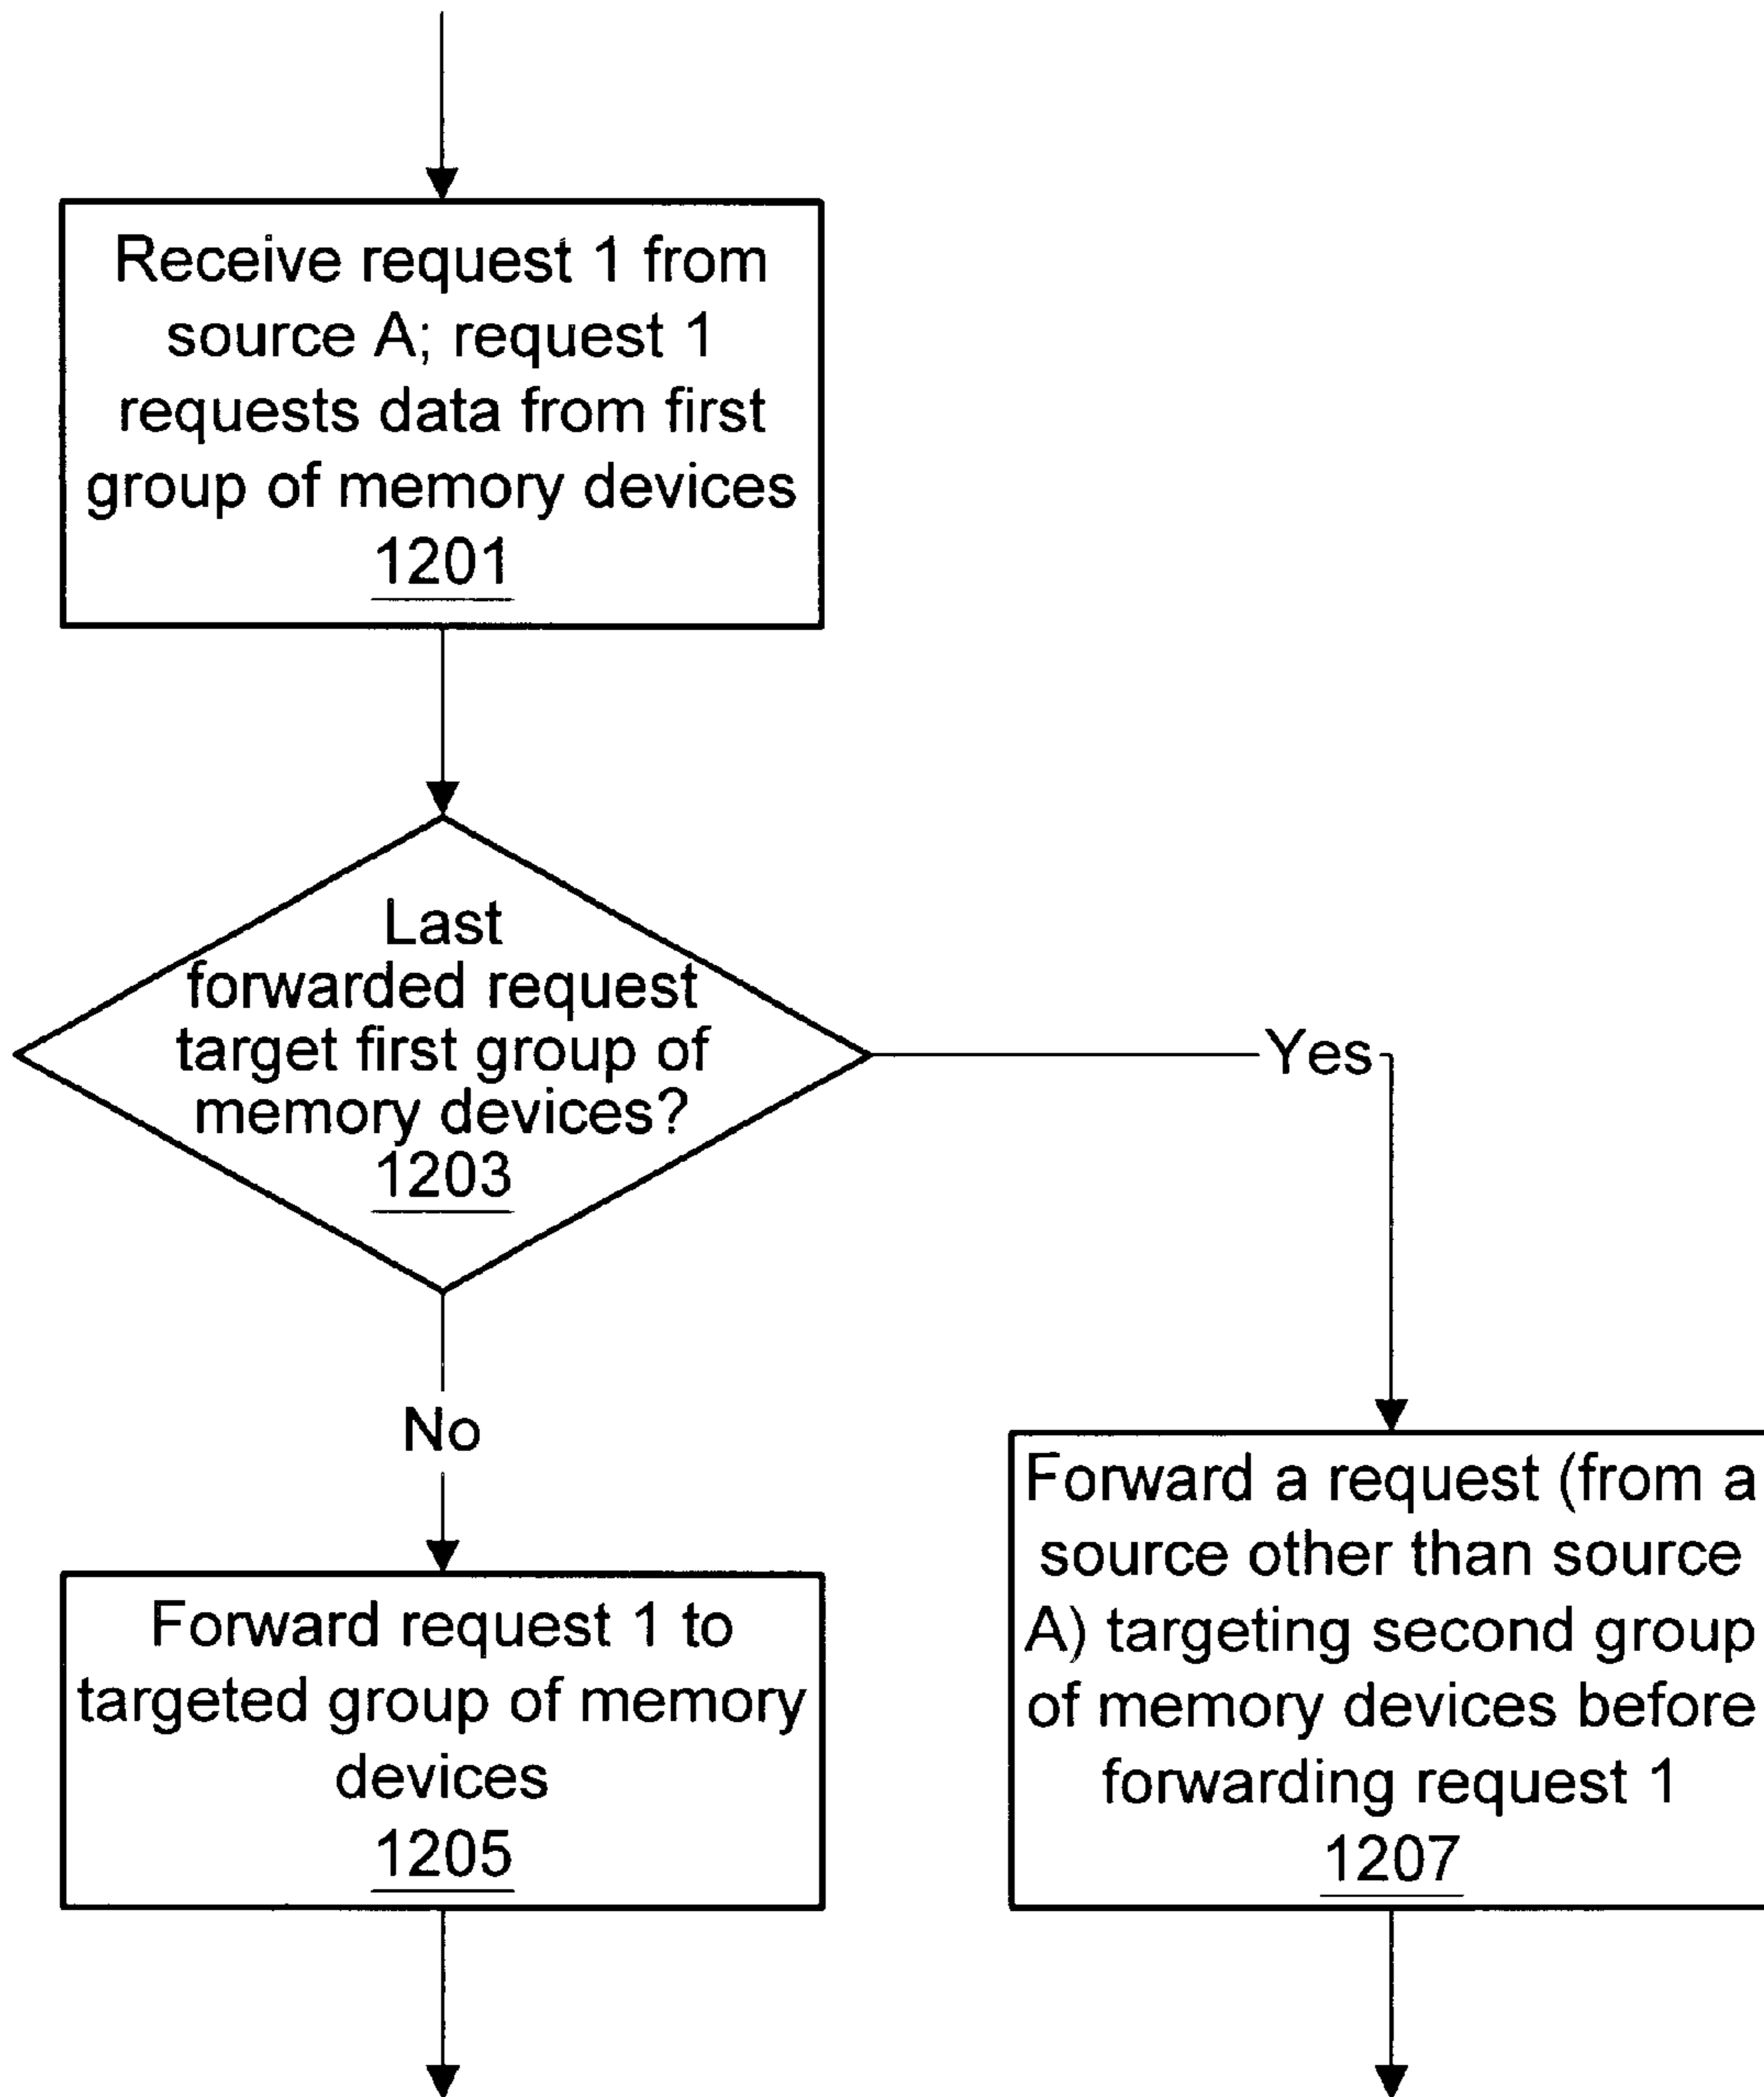 Receive request 1 from
source A; request 1
requests data from first
group of memory devices
1201
Last
forwarded request
target first group of
memory devices?
1203
Yes
No
Forward request 1 to
targeted group of memory
devices
1205
Forward a request (from a
source other than source
A) targeting second group
of memory devices before
forwarding request 1
1207